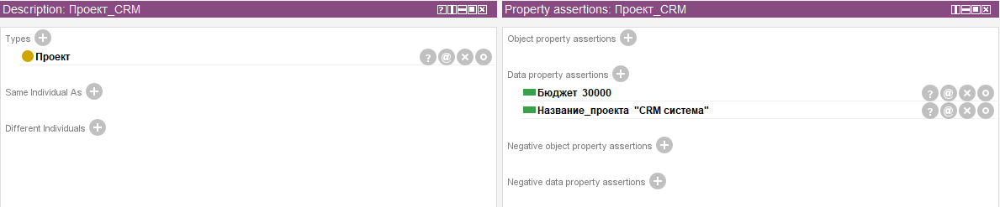 Description: Проект_CRM
Types
Проект
Same Individual As
Different Individuals
Property assertions: Проект_CRM
Object property assertions
Data property assertions
Бюджет 30000
Название_проекта "CRM система"
Negative object property assertions
Negative data property assertions